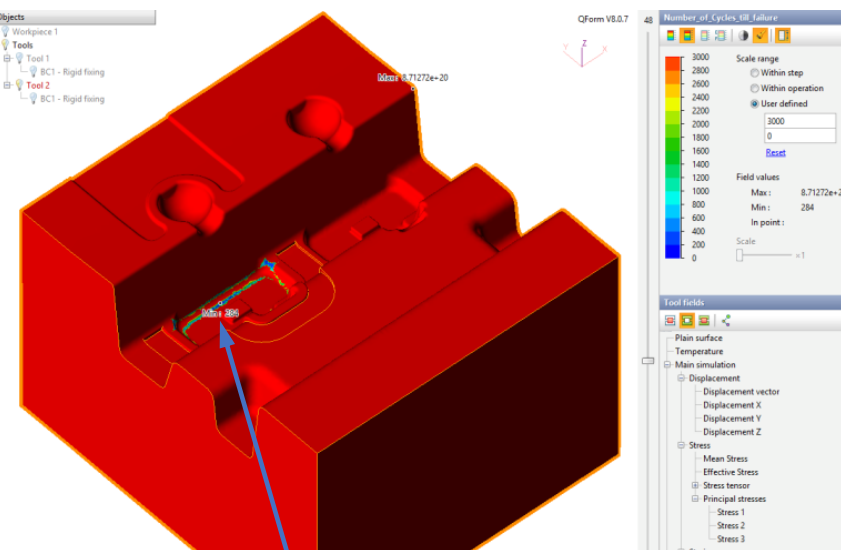 Objects
Workpiece 1
Tools
Tool 1
BC1 - Rigid fixing
Tool 2
BC1 - Rigid fixing
QForm V8.0.7
Z
Y
X
Max: 8.71272e+20
Min: 284
48
Number_of_Cycles_till_failure
3000
2800
2600
2400
2200
2000
1800
1600
1400
1200
1000
800
600
400
200
0
Scale range
Within step
Within operation
User defined
3000
0
Reset
Field values
Max : 8.71272e+2
Min : 284
In point :
Scale
×1
Tool fields
Plain surface
Temperature
Main simulation
Displacement
Displacement vector
Displacement X
Displacement Y
Displacement Z
Stress
Mean Stress
Effective Stress
Stress tensor
Principal stresses
Stress 1
Stress 2
Stress 3